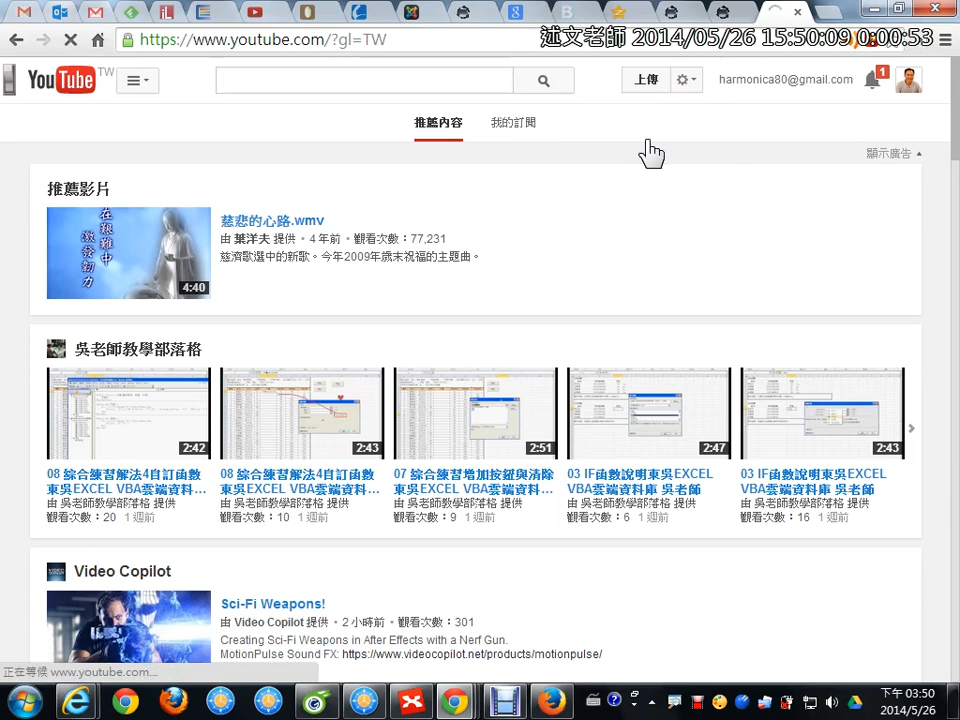 https://www.youtube.com/?gl=TW
述文老師 2014/05/26 15:50:09 0:00:53
YouTube TW
上傳
harmonica80@gmail.com
1
推薦內容
我的訂閱
顯示廣告
推薦影片
在艱難中
激發韌力
4:40
慈悲的心路.wmv
由 葉洋夫 提供 • 4 年前 • 觀看次數：77,231
慈濟歌選中的新歌。今年2009年歲末祝福的主題曲。
吳老師教學部落格
2:42
2:43
2:51
2:47
2:43
08 綜合練習解法4自訂函數
東吳EXCEL VBA雲端資料…
由 吳老師教學部落格 提供
觀看次數：20 1 週前
08 綜合練習解法4自訂函數
東吳EXCEL VBA雲端資料…
由 吳老師教學部落格 提供
觀看次數：10 1 週前
07 綜合練習增加按鈕與清除
東吳EXCEL VBA雲端資料…
由 吳老師教學部落格 提供
觀看次數：9 1 週前
03 IF函數說明東吳EXCEL
VBA雲端資料庫 吳老師
由 吳老師教學部落格 提供
觀看次數：6 1 週前
03 IF函數說明東吳EXCEL
VBA雲端資料庫 吳老師
由 吳老師教學部落格 提供
觀看次數：16 1 週前
Video Copilot
Sci-Fi Weapons!
由 Video Copilot 提供 • 2 小時前 • 觀看次數：301
Creating Sci-Fi Weapons in After Effects with a Nerf Gun.
MotionPulse Sound FX: https://www.videocopilot.net/products/motionpulse/
正在等候 www.youtube.com...
下午 03:50
2014/5/26